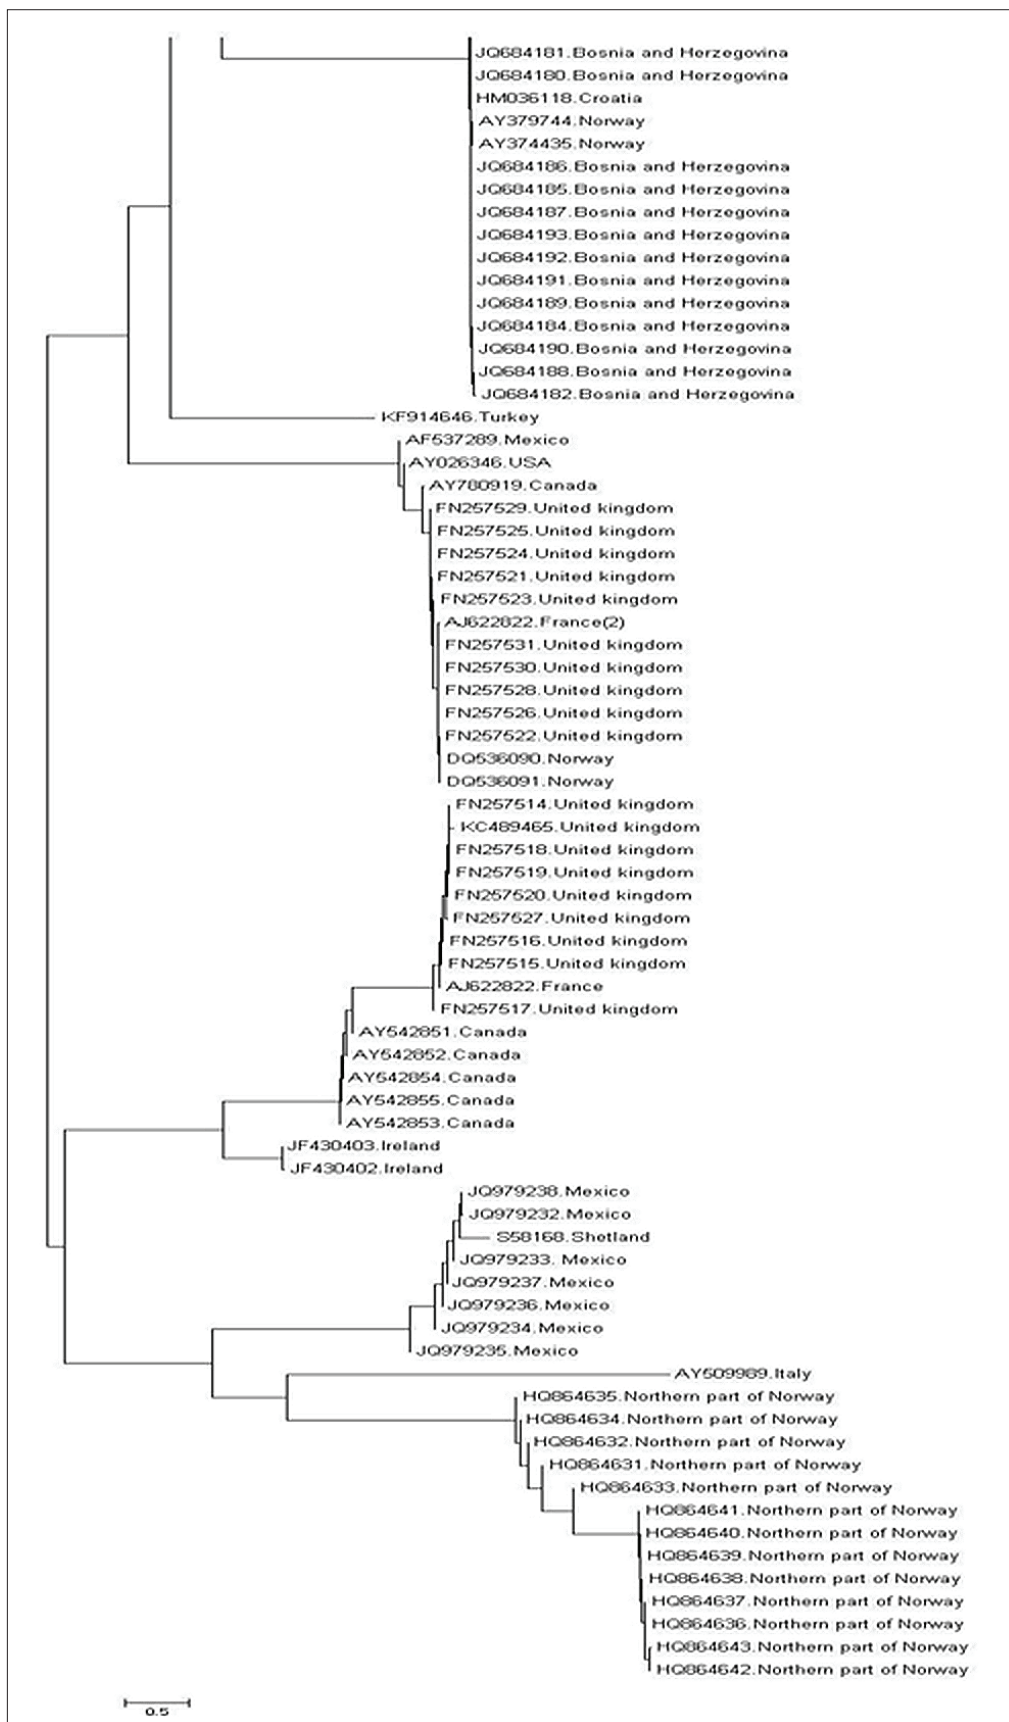 JQ684181.Bosnia and Herzegovina
JQ684180.Bosnia and Herzegovina
HM036118.Croatia
AY379744.Norway
AY374435.Norway
JQ684186.Bosnia and Herzegovina
JQ684185.Bosnia and Herzegovina
JQ684187.Bosnia and Herzegovina
JQ684193.Bosnia and Herzegovina
JQ684192.Bosnia and Herzegovina
JQ684191.Bosnia and Herzegovina
JQ684189.Bosnia and Herzegovina
JQ684184.Bosnia and Herzegovina
JQ684190.Bosnia and Herzegovina
JQ684188.Bosnia and Herzegovina
JQ684182.Bosnia and Herzegovina
KF914646.Turkey
AF537289.Mexico
AY026346.USA
AY780919.Canada
FN257529.United kingdom
FN257525.United kingdom
FN257524.United kingdom
FN257521.United kingdom
FN257523.United kingdom
AJ622822.France(2)
FN257531.United kingdom
FN257530.United kingdom
FN257528.United kingdom
FN257526.United kingdom
FN257522.United kingdom
DQ536090.Norway
DQ536091.Norway
FN257514.United kingdom
KC489465.United kingdom
FN257518.United kingdom
FN257519.United kingdom
FN257520.United kingdom
FN257527.United kingdom
FN257516.United kingdom
FN257515.United kingdom
AJ622822.France
FN257517.United kingdom
AY542851.Canada
AY542852.Canada
AY542854.Canada
AY542855.Canada
AY542853.Canada
JF430403.Ireland
JF430402.Ireland
JQ979238.Mexico
JQ979232.Mexico
S58168.Shetland
JQ979233. Mexico
JQ979237.Mexico
JQ979236.Mexico
JQ979234.Mexico
JQ979235.Mexico
AY509989.Italy
HQ864635.Northern part of Norway
HQ864634.Northern part of Norway
HQ864632.Northern part of Norway
HQ864631.Northern part of Norway
HQ864633.Northern part of Norway
HQ864641.Northern part of Norway
HQ864640.Northern part of Norway
HQ864639.Northern part of Norway
HQ864638.Northern part of Norway
HQ864637.Northern part of Norway
HQ864636.Northern part of Norway
HQ864643.Northern part of Norway
HQ864642.Northern part of Norway
0.5